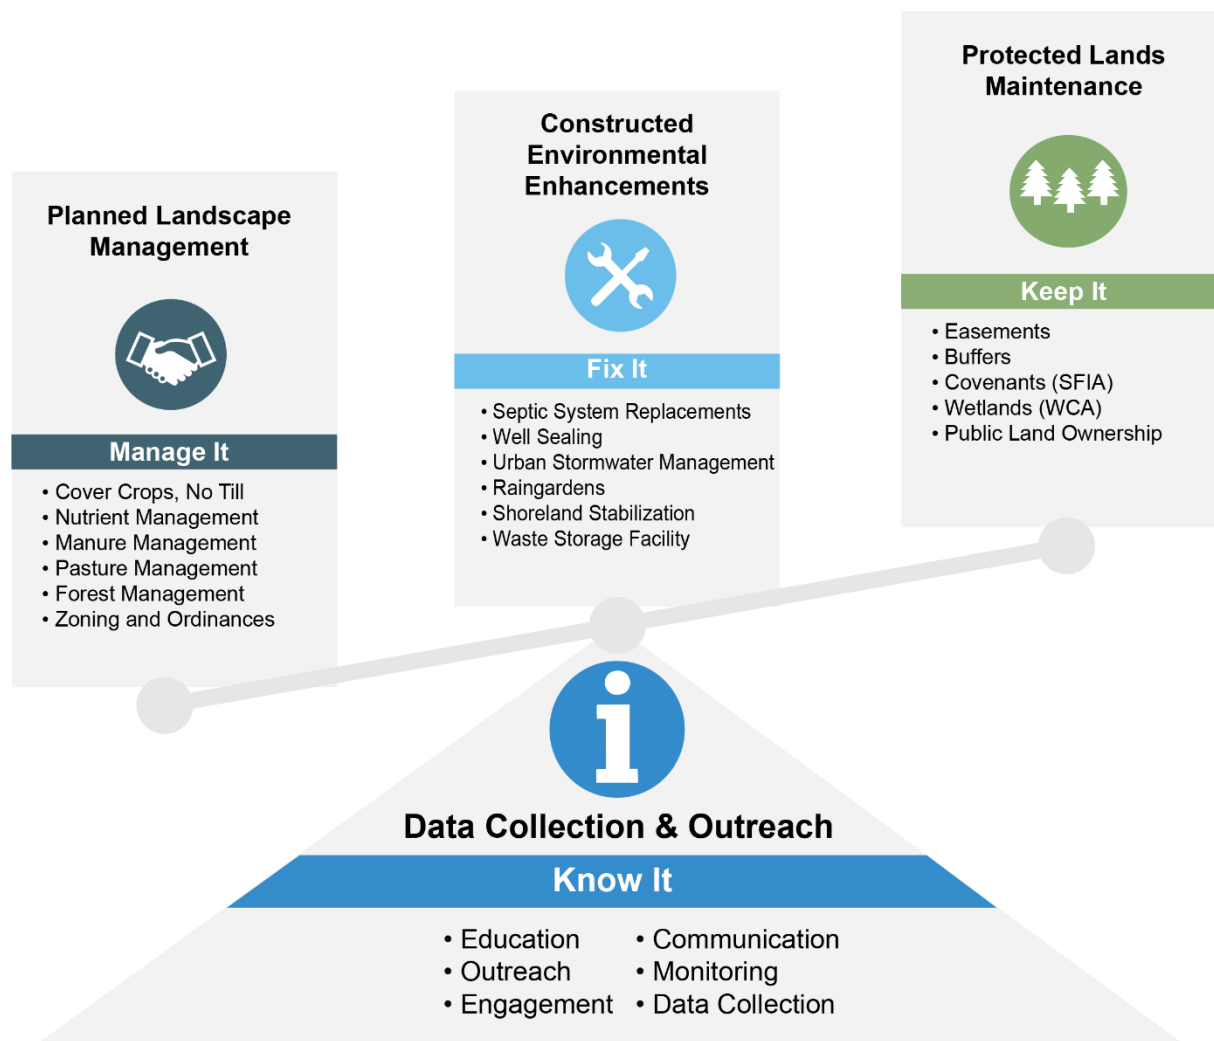 Planned Landscape
Management
Manage It
• Cover Crops, No Till
• Nutrient Management
• Manure Management
• Pasture Management
• Forest Management
• Zoning and Ordinances
Constructed
Environmental
Enhancements
Fix It
• Septic System Replacements
• Well Sealing
• Urban Stormwater Management
• Raingardens
• Shoreland Stabilization
• Waste Storage Facility
Protected Lands
Maintenance
Keep It
• Easements
• Buffers
• Covenants (SFIA)
• Wetlands (WCA)
• Public Land Ownership
i
Data Collection & Outreach
Know It
• Education
• Outreach
• Engagement
• Communication
• Monitoring
• Data Collection